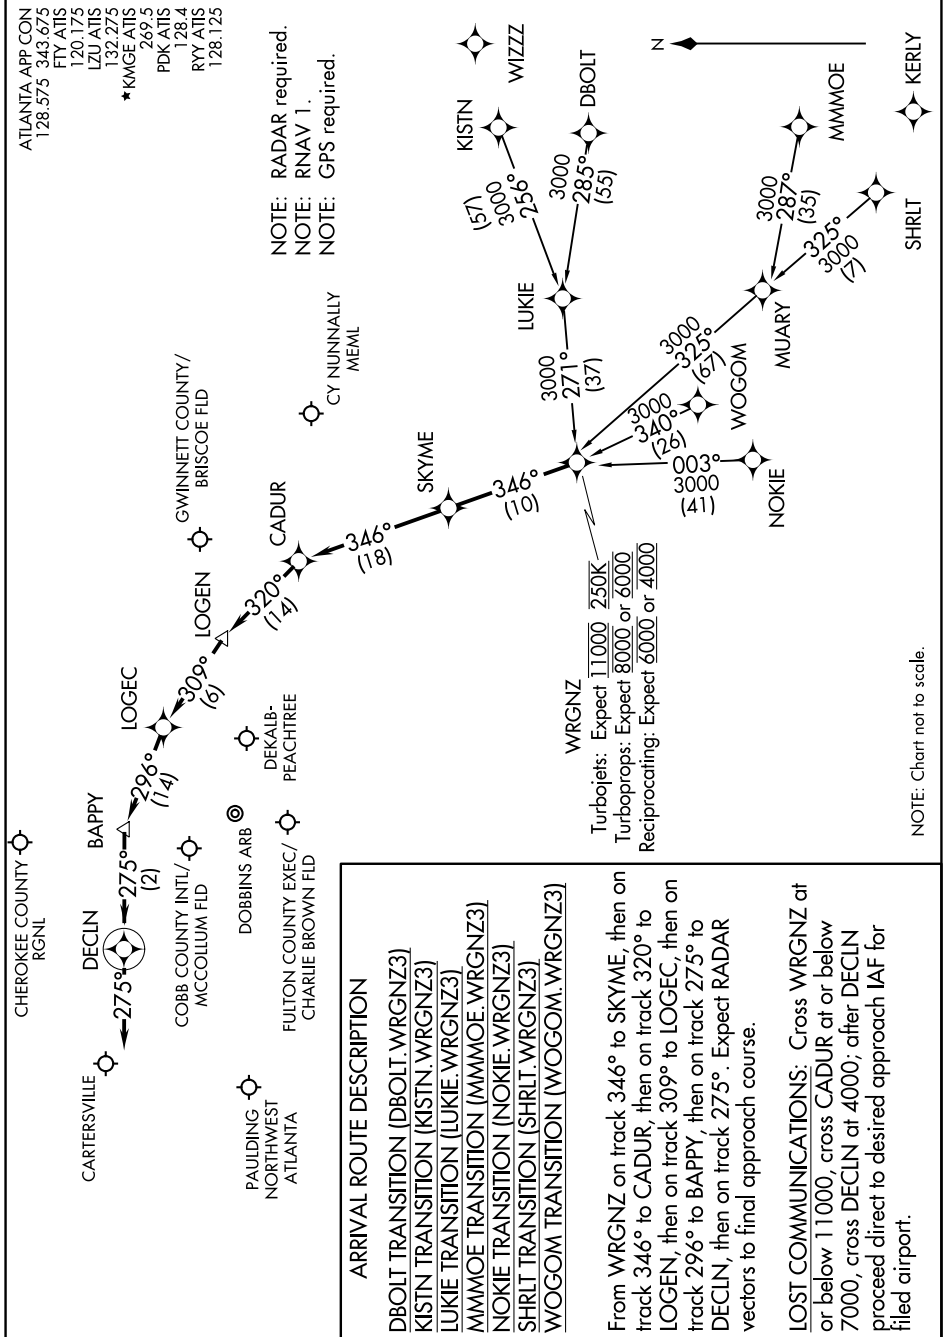 ATLANTA APP CON
128.575 343.675
FTY ATIS
120.175
LZU ATIS
132.275
★KMGE ATIS
269.5
PDK ATIS
128.4
RYY ATIS
128.125
NOTE: RADAR required.
NOTE: RNAV 1.
NOTE: GPS required.
CHEROKEE COUNTY
RGNL
CARTERSVILLE
275°
DECLN
275°
(2)
BAPPY
296°
(14)
LOGEC
309°
(6)
LOGEN
320°
(14)
CADUR
346°
(18)
SKYME
346°
(10)
GWINNETT COUNTY/
BRISCOE FLD
CY NUNNALLY
MEML
COBB COUNTY INTL/
MCCOLLUM FLD
DOBBINS ARB
DEKALB-
PEACHTREE
FULTON COUNTY EXEC/
CHARLIE BROWN FLD
PAULDING
NORTHWEST
ATLANTA
KISTN
WIZZZ
(57)
3000
256°
DBOLT
3000
285°
(55)
LUKIE
3000
271°
(37)
N
MMMOE
3000
287°
(35)
KERLY
SHRLT
325°
3000
(7)
MUARY
3000
325°
(67)
WOGOM
3000
340°
(26)
NOKIE
003°
3000
(41)
WRGNZ
Turbojets: Expect 11000 250K
Turboprops: Expect 8000 or 6000
Reciprocating: Expect 6000 or 4000
NOTE: Chart not to scale.
ARRIVAL ROUTE DESCRIPTION
DBOLT TRANSITION (DBOLT.WRGNZ3)
KISTN TRANSITION (KISTN.WRGNZ3)
LUKIE TRANSITION (LUKIE.WRGNZ3)
MMMOE TRANSITION (MMMOE.WRGNZ3)
NOKIE TRANSITION (NOKIE.WRGNZ3)
SHRLT TRANSITION (SHRLT.WRGNZ3)
WOGOM TRANSITION (WOGOM.WRGNZ3)
From WRGNZ on track 346° to SKYME, then on
track 346° to CADUR, then on track 320° to
LOGEN, then on track 309° to LOGEC, then on
track 296° to BAPPY, then on track 275° to
DECLN, then on track 275°. Expect RADAR
vectors to final approach course.
LOST COMMUNICATIONS: Cross WRGNZ at
or below 11000, cross CADUR at or below
7000, cross DECLN at 4000; after DECLN
proceed direct to desired approach IAF for
filed airport.